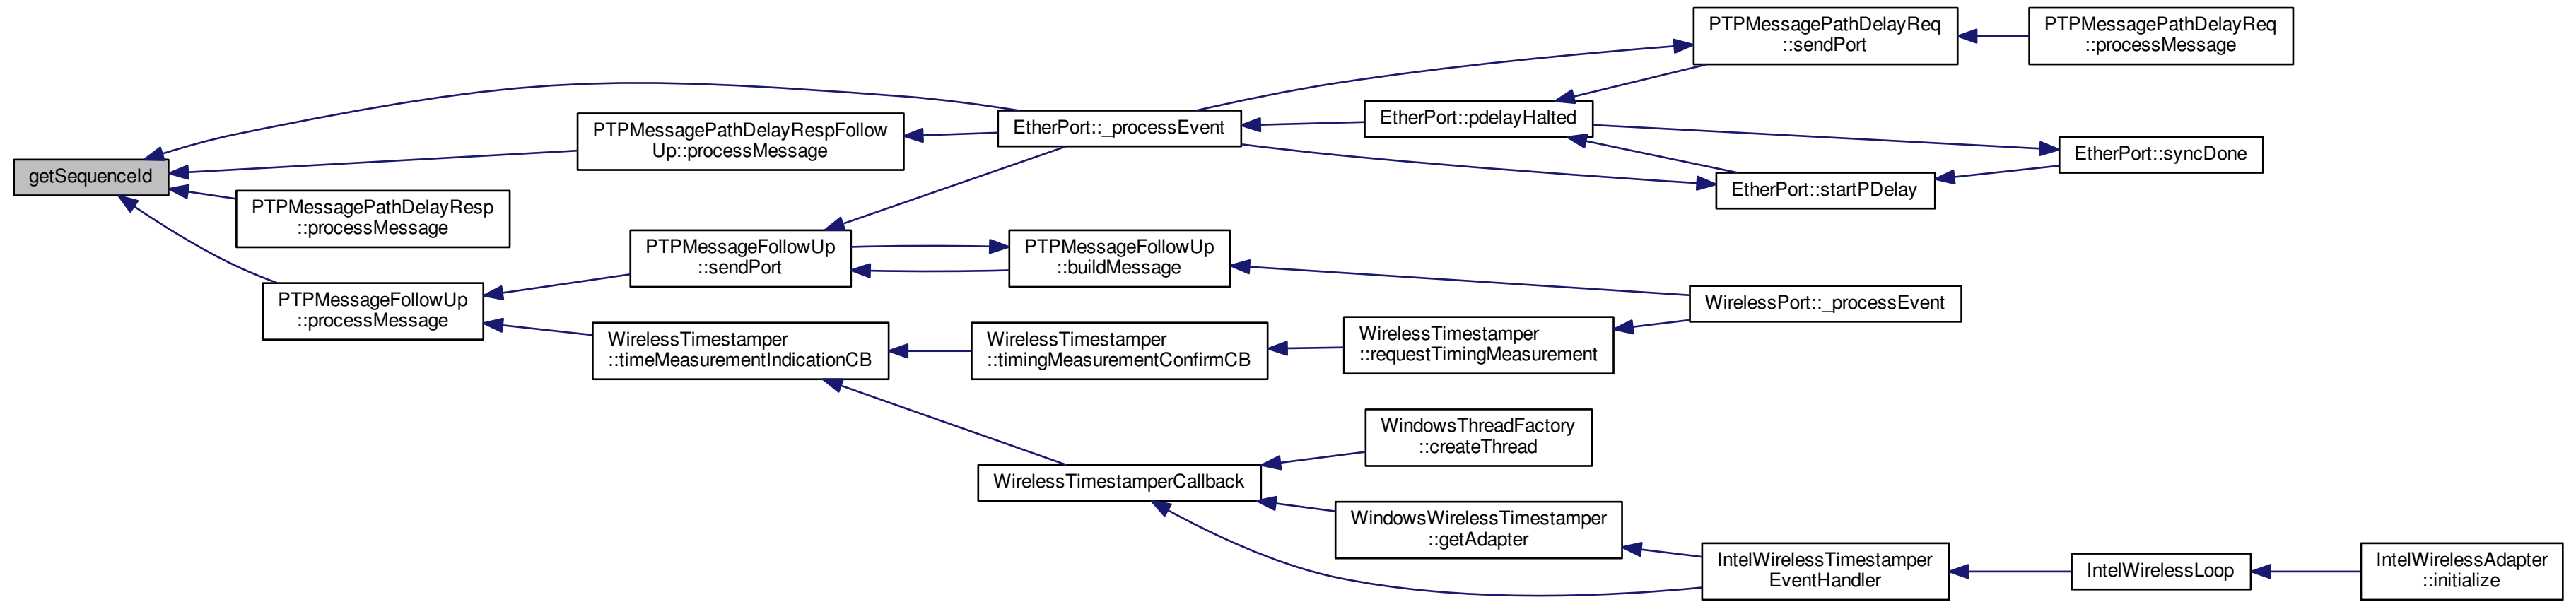 getSequenceId
PTPMessagePathDelayRespFollow
Up::processMessage
PTPMessagePathDelayResp
::processMessage
PTPMessageFollowUp
::processMessage
EtherPort::_processEvent
PTPMessageFollowUp
::sendPort
PTPMessageFollowUp
::buildMessage
WirelessTimestamper
::timeMeasurementIndicationCB
WirelessTimestamper
::timingMeasurementConfirmCB
WirelessTimestamper
::requestTimingMeasurement
WirelessPort::_processEvent
PTPMessagePathDelayReq
::sendPort
PTPMessagePathDelayReq
::processMessage
EtherPort::pdelayHalted
EtherPort::syncDone
EtherPort::startPDelay
WirelessTimestamperCallback
WindowsThreadFactory
::createThread
WindowsWirelessTimestamper
::getAdapter
IntelWirelessTimestamper
EventHandler
IntelWirelessLoop
IntelWirelessAdapter
::initialize